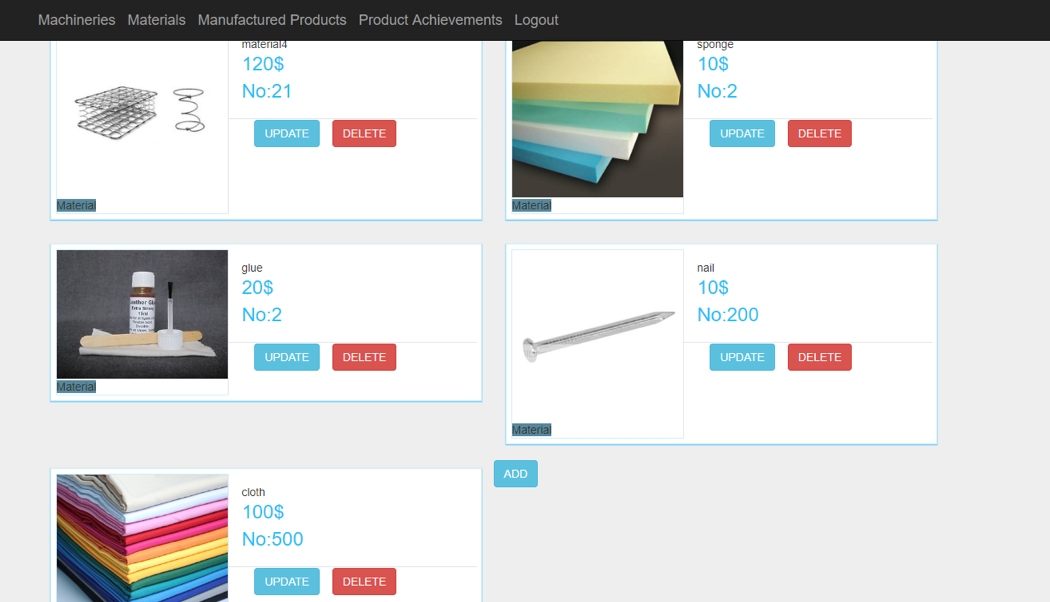 Machineries Materials Manufactured Products Product Achievements Logout
material4
120$
No:21
UPDATE DELETE
Material
sponge
10$
No:2
UPDATE DELETE
Material
glue
20$
No:2
UPDATE DELETE
Material
nail
10$
No:200
UPDATE DELETE
Material
cloth
100$
No:500
UPDATE DELETE
ADD